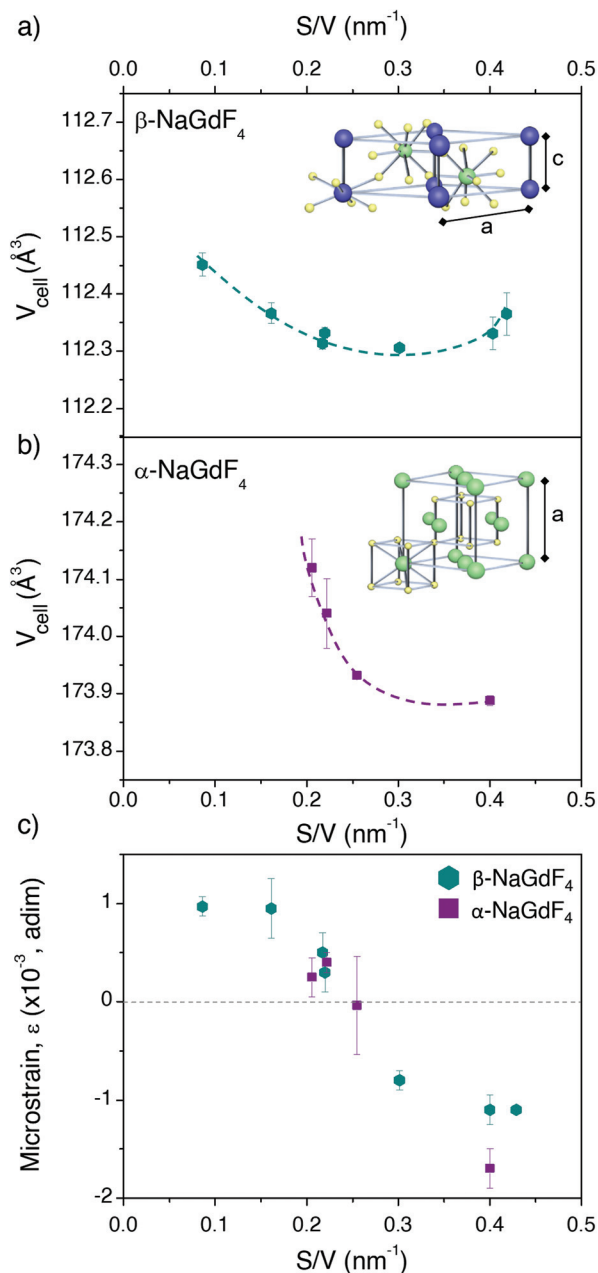 a)
S/V (nm⁻¹)
0.0 0.1 0.2 0.3 0.4 0.5
β-NaGdF₄
V_cell (Å³)
112.7
112.6
112.5
112.4
112.3
112.2
c
a
b)
α-NaGdF₄
V_cell (Å³)
174.3
174.2
174.1
174.0
173.9
173.8
a
0.0 0.1 0.2 0.3 0.4 0.5
S/V (nm⁻¹)
c)
β-NaGdF₄
α-NaGdF₄
Microstrain, ε (x10⁻³, adim)
1
0
-1
-2
0.0 0.1 0.2 0.3 0.4 0.5
S/V (nm⁻¹)